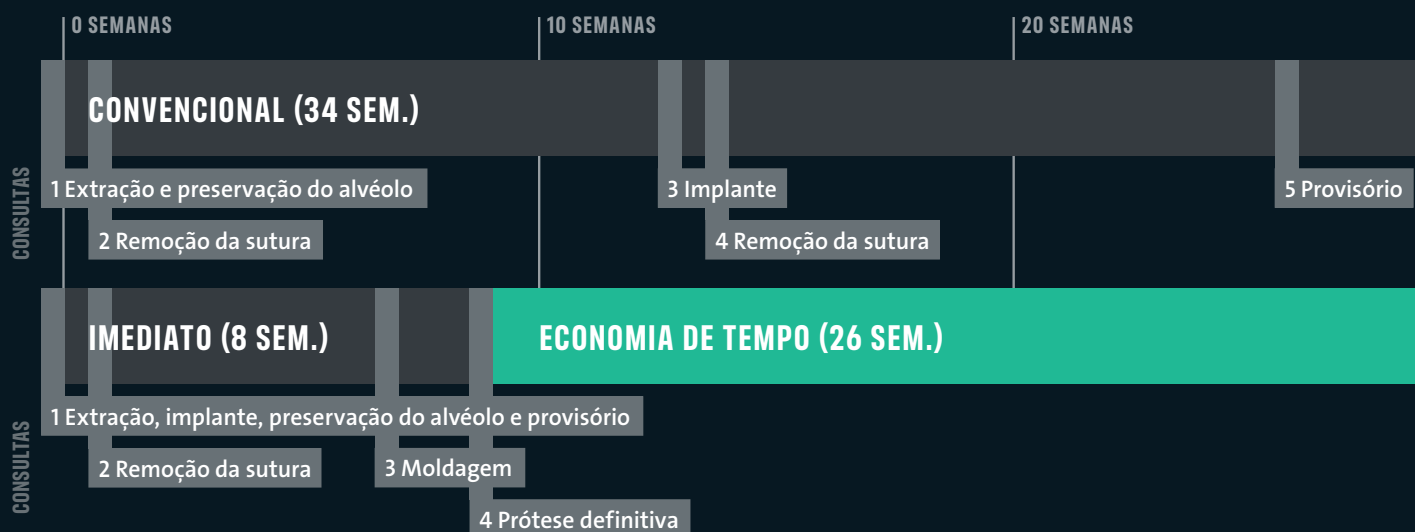 0 SEMANAS
10 SEMANAS
20 SEMANAS
CONVENCIONAL (34 SEM.)
CONSULTAS
1 Extração e preservação do alvéolo
3 Implante
5 Provisório
2 Remoção da sutura
4 Remoção da sutura
IMEDIATO (8 SEM.)
ECONOMIA DE TEMPO (26 SEM.)
CONSULTAS
1 Extração, implante, preservação do alvéolo e provisório
2 Remoção da sutura
3 Moldagem
4 Prótese definitiva